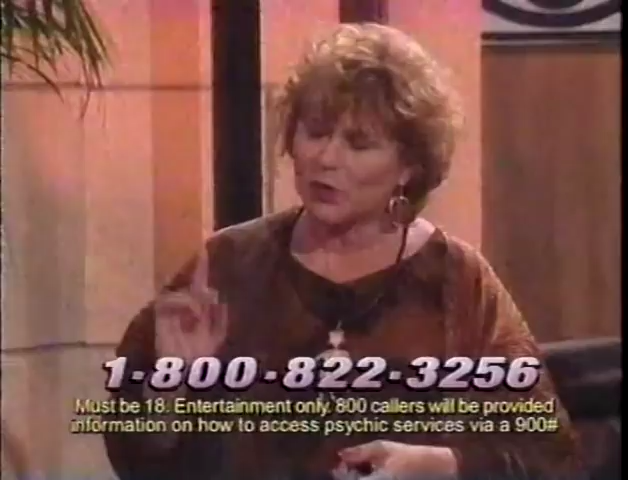 1-800-822-3256
Must be 18. Entertainment only. 800 callers will be provided
information on how to access psychic services via a 900#